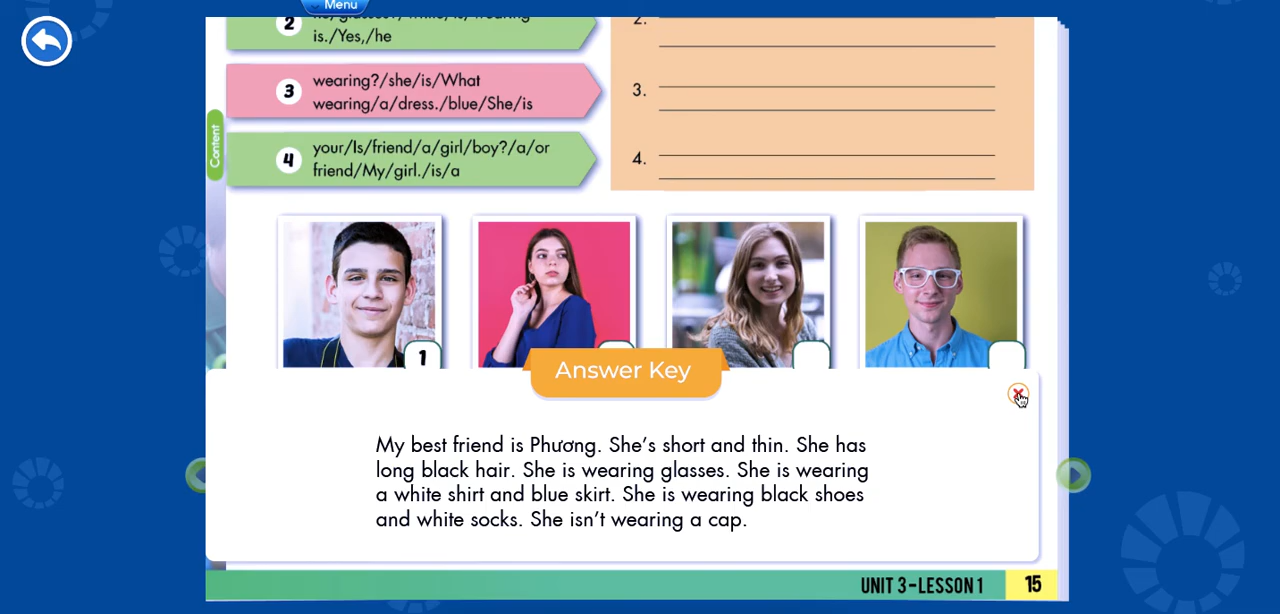 Menu
2
is./Yes,/he
2.
3
wearing?/she/is/What
wearing/a/dress./blue/She/is
3.
Content
4
your/Is/friend/a/girl/boy?/a/or
friend/My/girl./is/a
4.
1
Answer Key
My best friend is Phương. She's short and thin. She has
long black hair. She is wearing glasses. She is wearing
a white shirt and blue skirt. She is wearing black shoes
and white socks. She isn't wearing a cap.
UNIT 3-LESSON 1
15